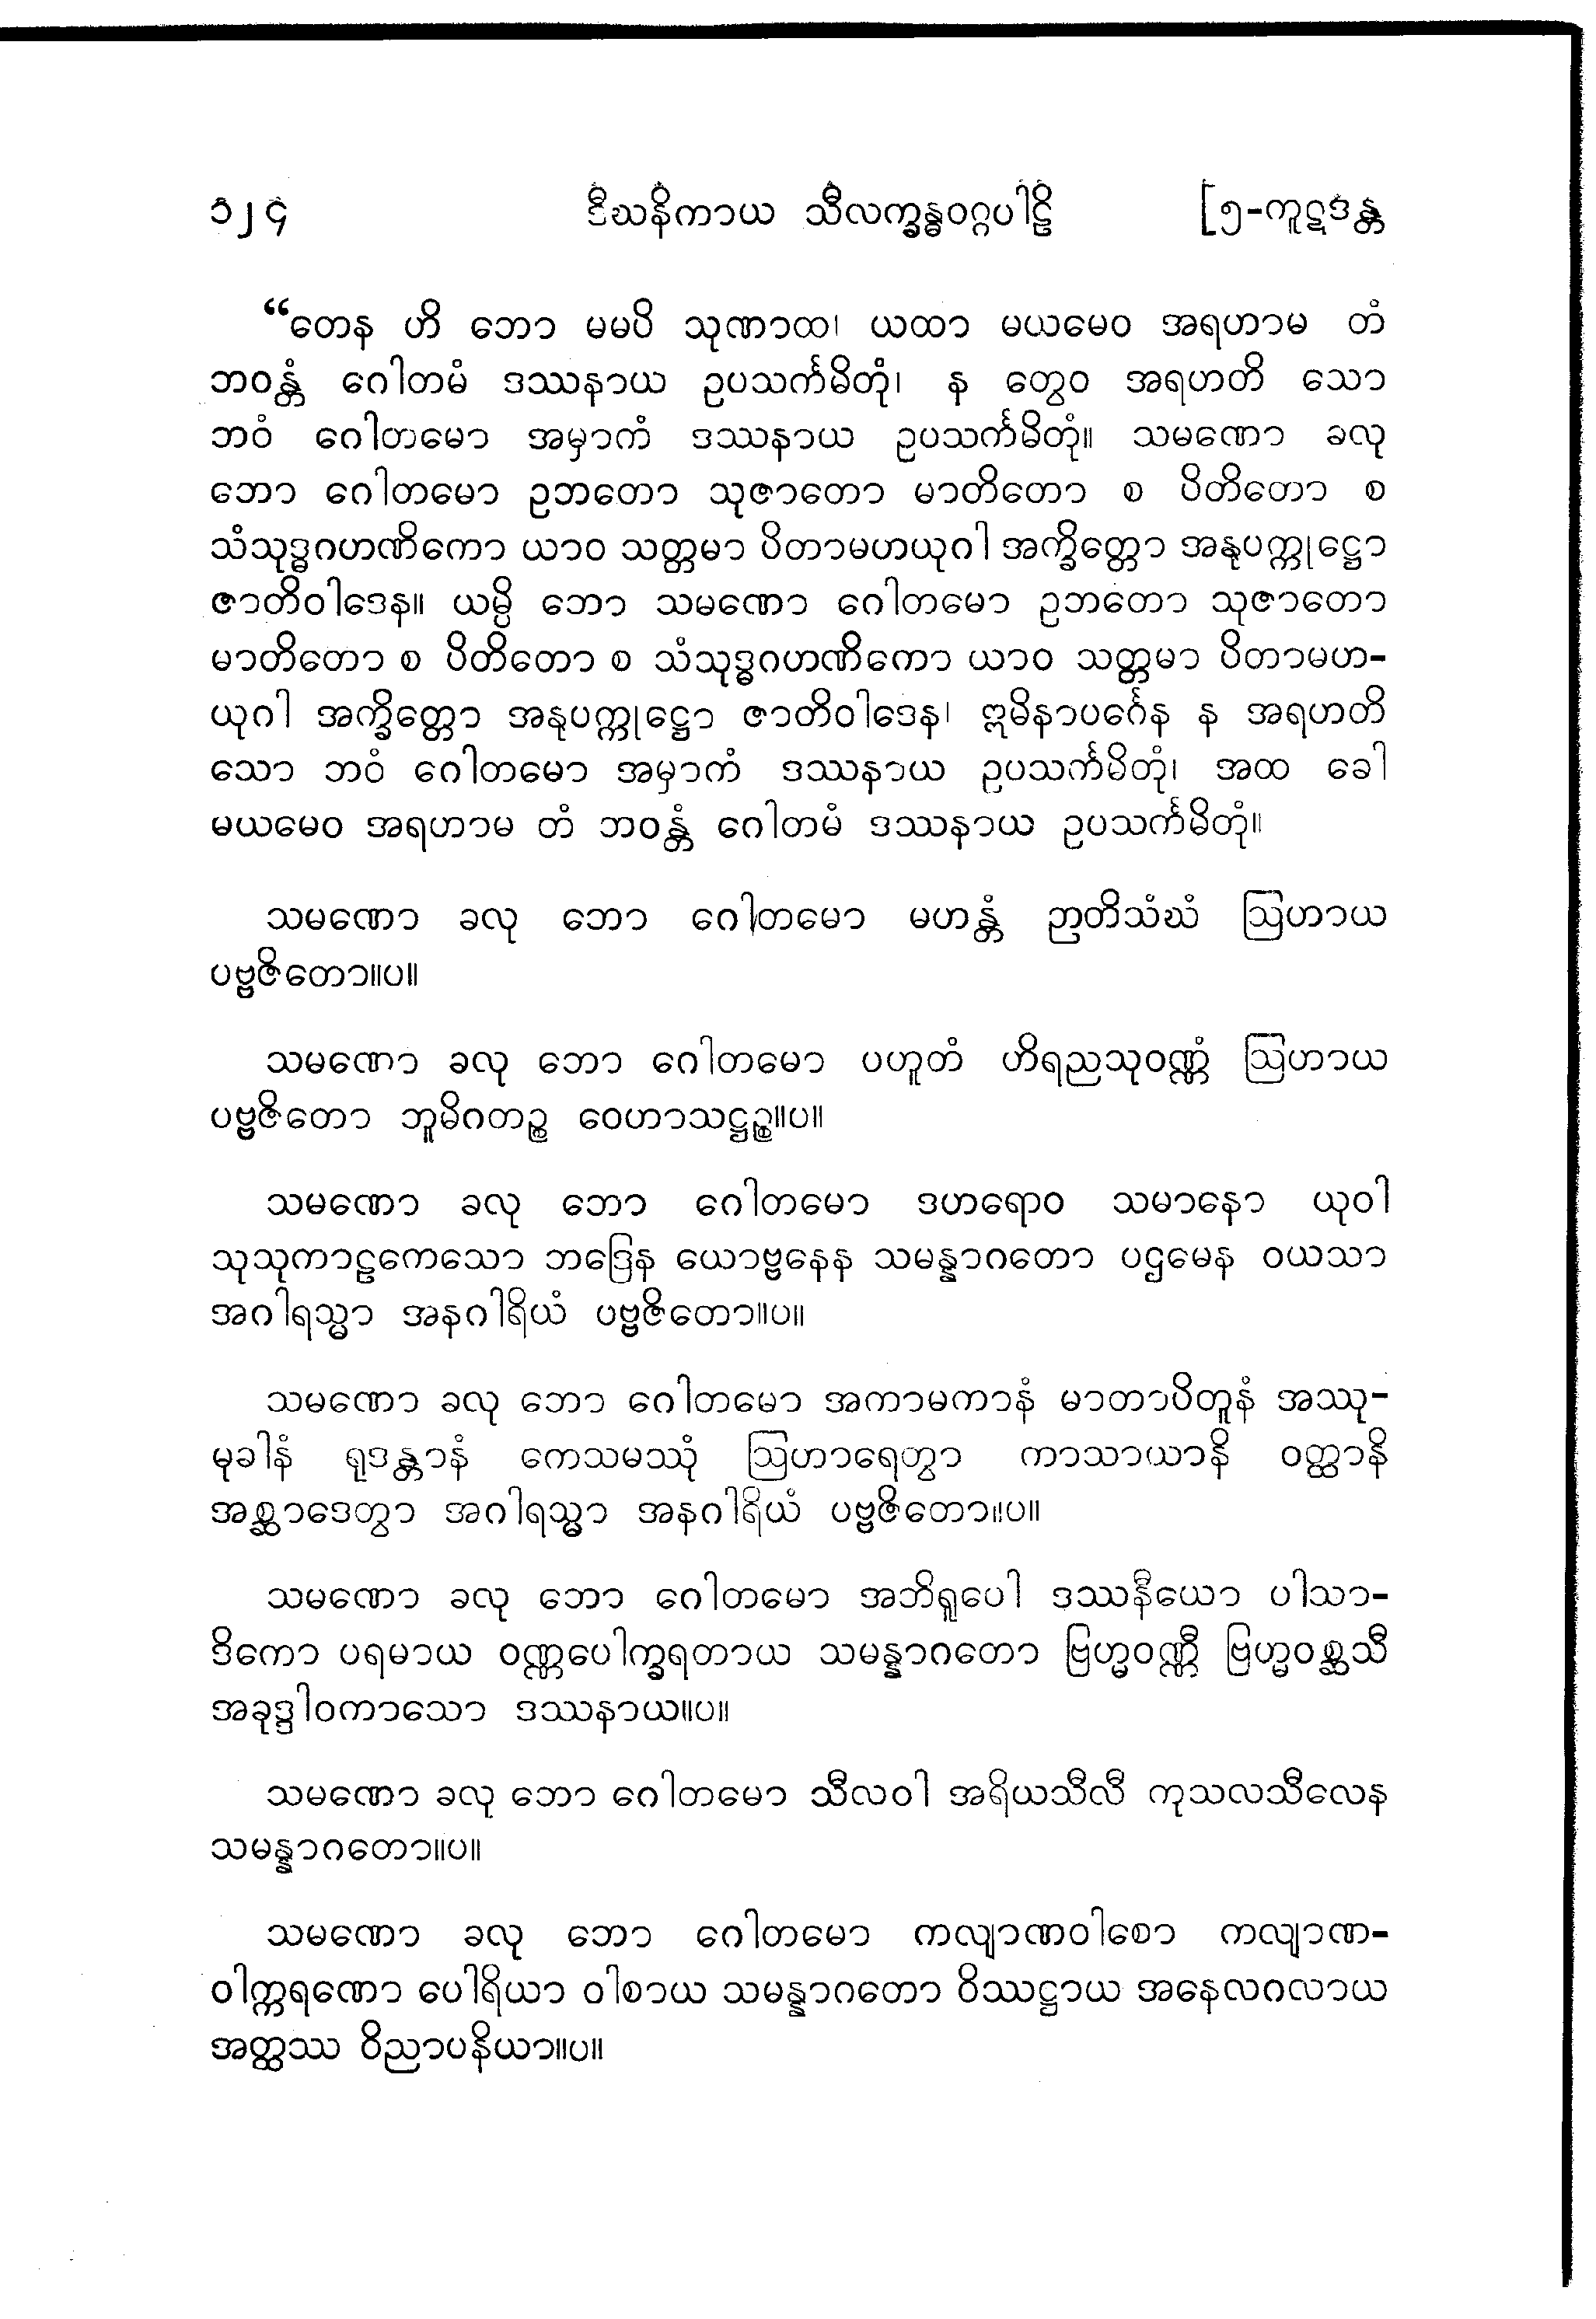 ၁၂၄ ဒီဃနိကာယ သီလက္ခန္ဓဝဂ္ဂပါဠိ [၅-ကူဋဒန္တ
“တေန ဟိ ဘော မမပိ သုဏာထ၊ ယထာ မယမေဝ အရဟာမ တံ
ဘဝန္တံ ဂေါတမံ ဒဿနာယ ဥပသင်္ကမိတုံ၊ န တွေဝ အရဟတိ သော
ဘဝံ ဂေါတမော အမှာကံ ဒဿနာယ ဥပသင်္ကမိတုံ။ သမဏော ခလု
ဘော ဂေါတမော ဥဘတော သုဇာတော မာတိတော စ ပိတိတော စ
သံသုဒ္ဓဂဟဏိကော ယာဝ သတ္တမာ ပိတာမဟယုဂါ အက္ခိတ္တော အနုပက္ကုဋ္ဌော
ဇာတိဝါဒေန။ ယမ္ပိ ဘော သမဏော ဂေါတမော ဥဘတော သုဇာတော
မာတိတော စ ပိတိတော စ သံသုဒ္ဓဂဟဏိကော ယာဝ သတ္တမာ ပိတာမဟ-
ယုဂါ အက္ခိတ္တော အနုပက္ကုဋ္ဌော ဇာတိဝါဒေန၊ ဣမိနာပင်္ဂေန န အရဟတိ
သော ဘဝံ ဂေါတမော အမှာကံ ဒဿနာယ ဥပသင်္ကမိတုံ၊ အထ ခေါ
မယမေဝ အရဟာမ တံ ဘဝန္တံ ဂေါတမံ ဒဿနာယ ဥပသင်္ကမိတုံ။
သမဏော ခလု ဘော ဂေါတမော မဟန္တံ ဉာတိသံဃံ ဩဟာယ
ပဗ္ဗဇိတော။ပ။
သမဏော ခလု ဘော ဂေါတမော ပဟူတံ ဟိရညသုဝဏ္ဏံ ဩဟာယ
ပဗ္ဗဇိတော ဘူမိဂတဉ္စ ဝေဟာသဋ္ဌဉ္စ။ပ။
သမဏော ခလု ဘော ဂေါတမော ဒဟရောဝ သမာနော ယုဝါ
သုသုကာဠကေသော ဘဒြေန ယောဗ္ဗနေန သမန္နာဂတော ပဌမေန ဝယသာ
အဂါရသ္မာ အနဂါရိယံ ပဗ္ဗဇိတော။ပ။
သမဏော ခလု ဘော ဂေါတမော အကာမကာနံ မာတာပိတူနံ အဿု-
မုခါနံ ရုဒန္တာနံ ကေသမဿုံ ဩဟာရေတွာ ကာသာယာနိ ဝတ္ထာနိ
အစ္ဆာဒေတွာ အဂါရသ္မာ အနဂါရိယံ ပဗ္ဗဇိတော။ပ။
သမဏော ခလု ဘော ဂေါတမော အဘိရူပေါ ဒဿနီယော ပါသာ-
ဒိကော ပရမာယ ဝဏ္ဏပေါက္ခရတာယ သမန္နာဂတော ဗြဟ္မဝဏ္ဏီ ဗြဟ္မဝစ္ဆသီ
အခုဒ္ဒါဝကာသော ဒဿနာယ။ပ။
သမဏော ခလု ဘော ဂေါတမော သီလဝါ အရိယသီလီ ကုသလသီလေန
သမန္နာဂတော။ပ။
သမဏော ခလု ဘော ဂေါတမော ကလျာဏဝါစော ကလျာဏ-
ဝါက္ကရဏော ပေါရိယာ ဝါစာယ သမန္နာဂတော ဝိဿဋ္ဌာယ အနေလဂလာယ
အတ္ထဿ ဝိညာပနိယာ။ပ။